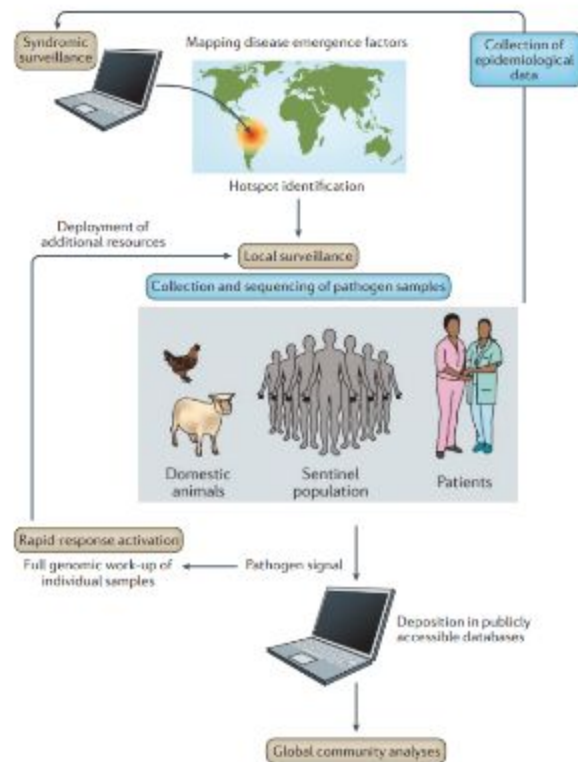 Syndromic
surveillance
Mapping disease emergence factors
Collection of
epidemiological
data
Hotspot identification
Deployment of
additional resources
Local surveillance
Collection and sequencing of pathogen samples
Domestic
animals
Sentinel
population
Patients
Rapid-response activation
Full genomic work-up of
individual samples
Pathogen signal
Deposition in publicly
accessible databases
Global community analyses